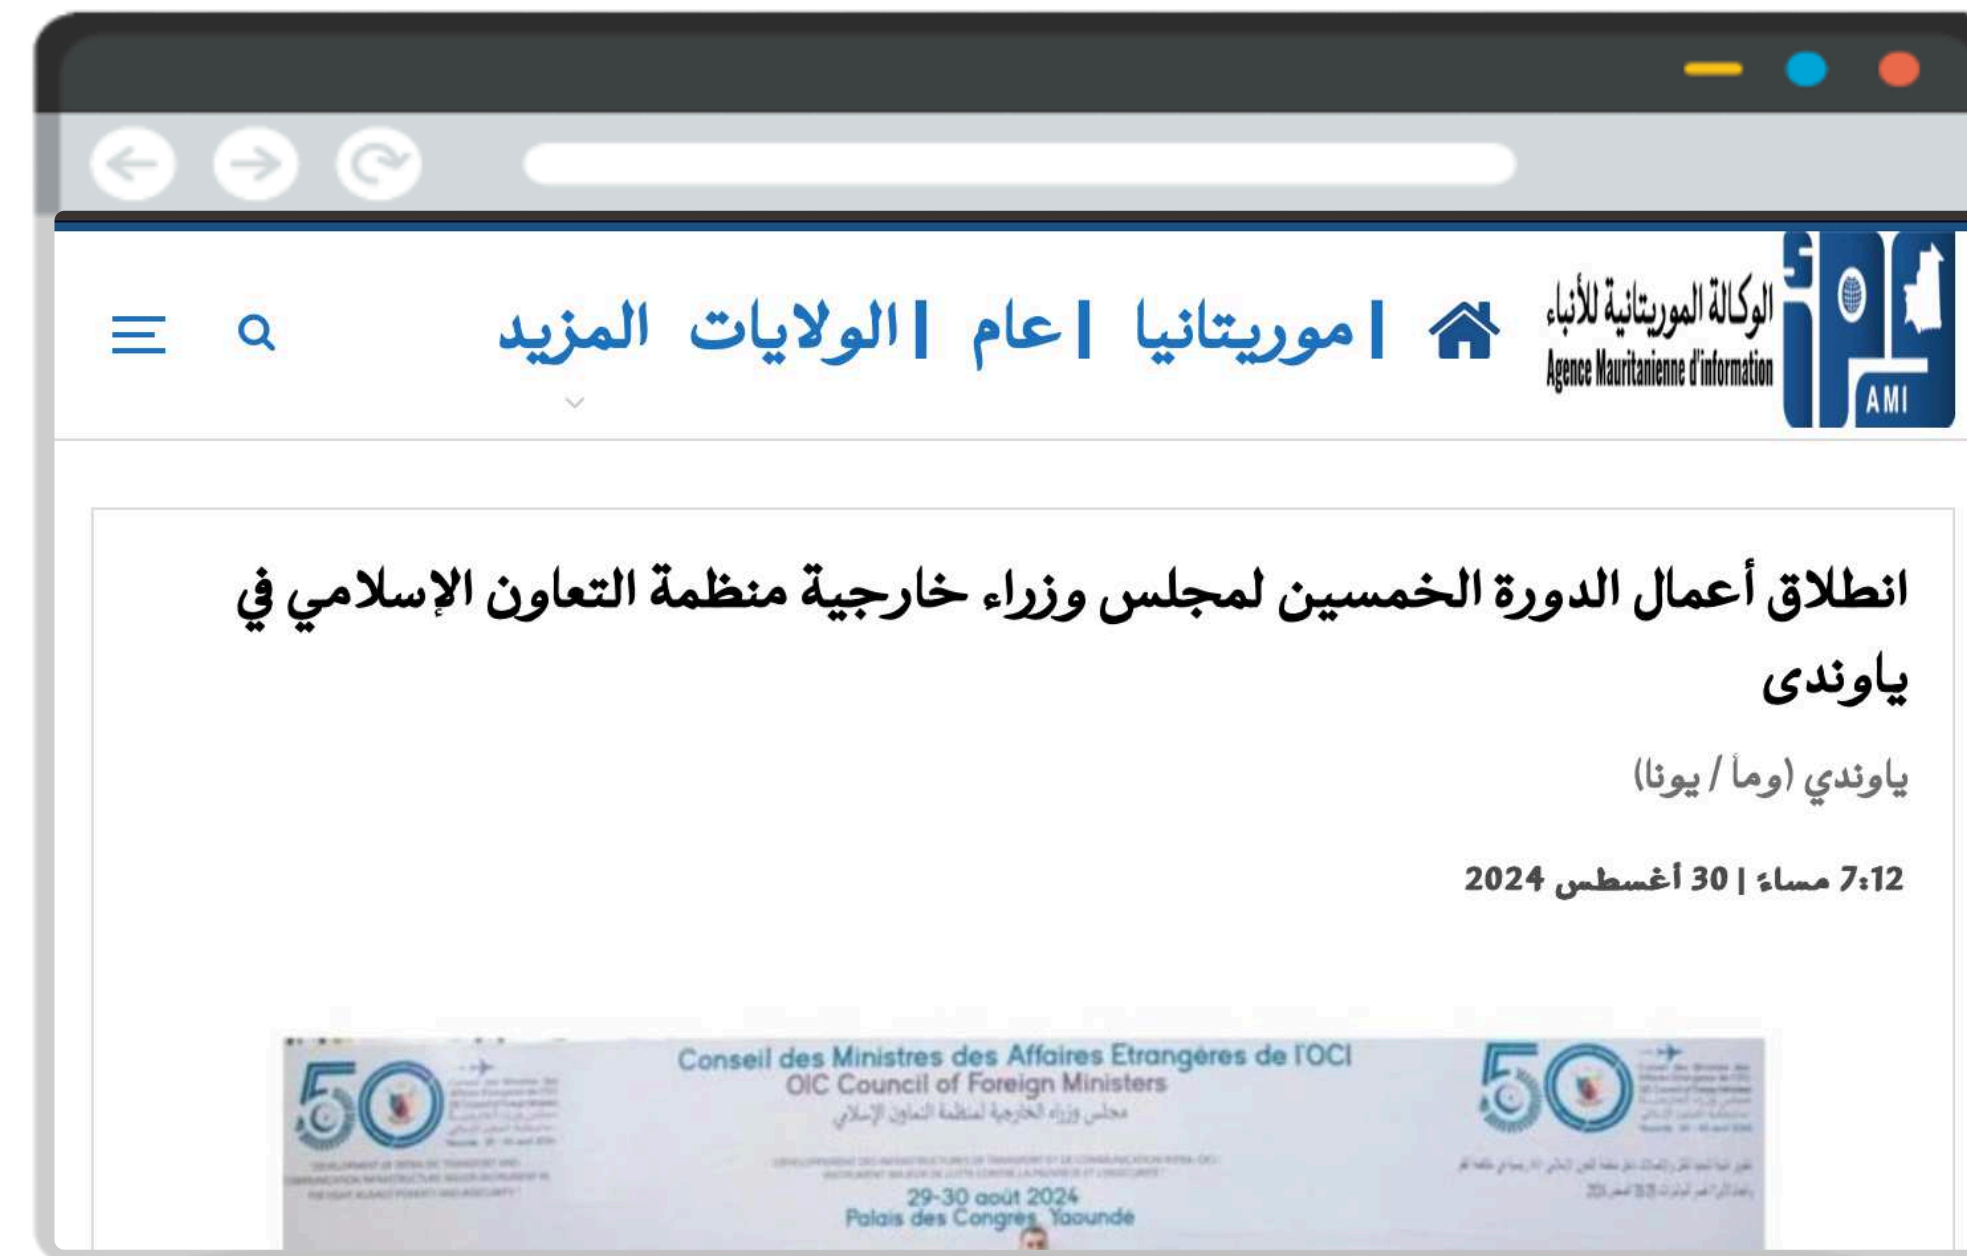 الوكالة الموريتانية للأنباء
Agence Mauritanienne d'information
AMI
| موريتانيا | عام | الولايات المزيد
انطلاق أعمال الدورة الخمسين لمجلس وزراء خارجية منظمة التعاون الإسلامي في
ياوندى
ياوندي (ومأ / يونا)
7:12 مساءً | 30 أغسطس 2024
Conseil des Ministres des Affaires Etrangères de l'OCI
OIC Council of Foreign Ministers
مجلس وزراء الخارجية لمنظمة التعاون الإسلامي
50
50
29-30 août 2024
Palais des Congrès, Yaoundé